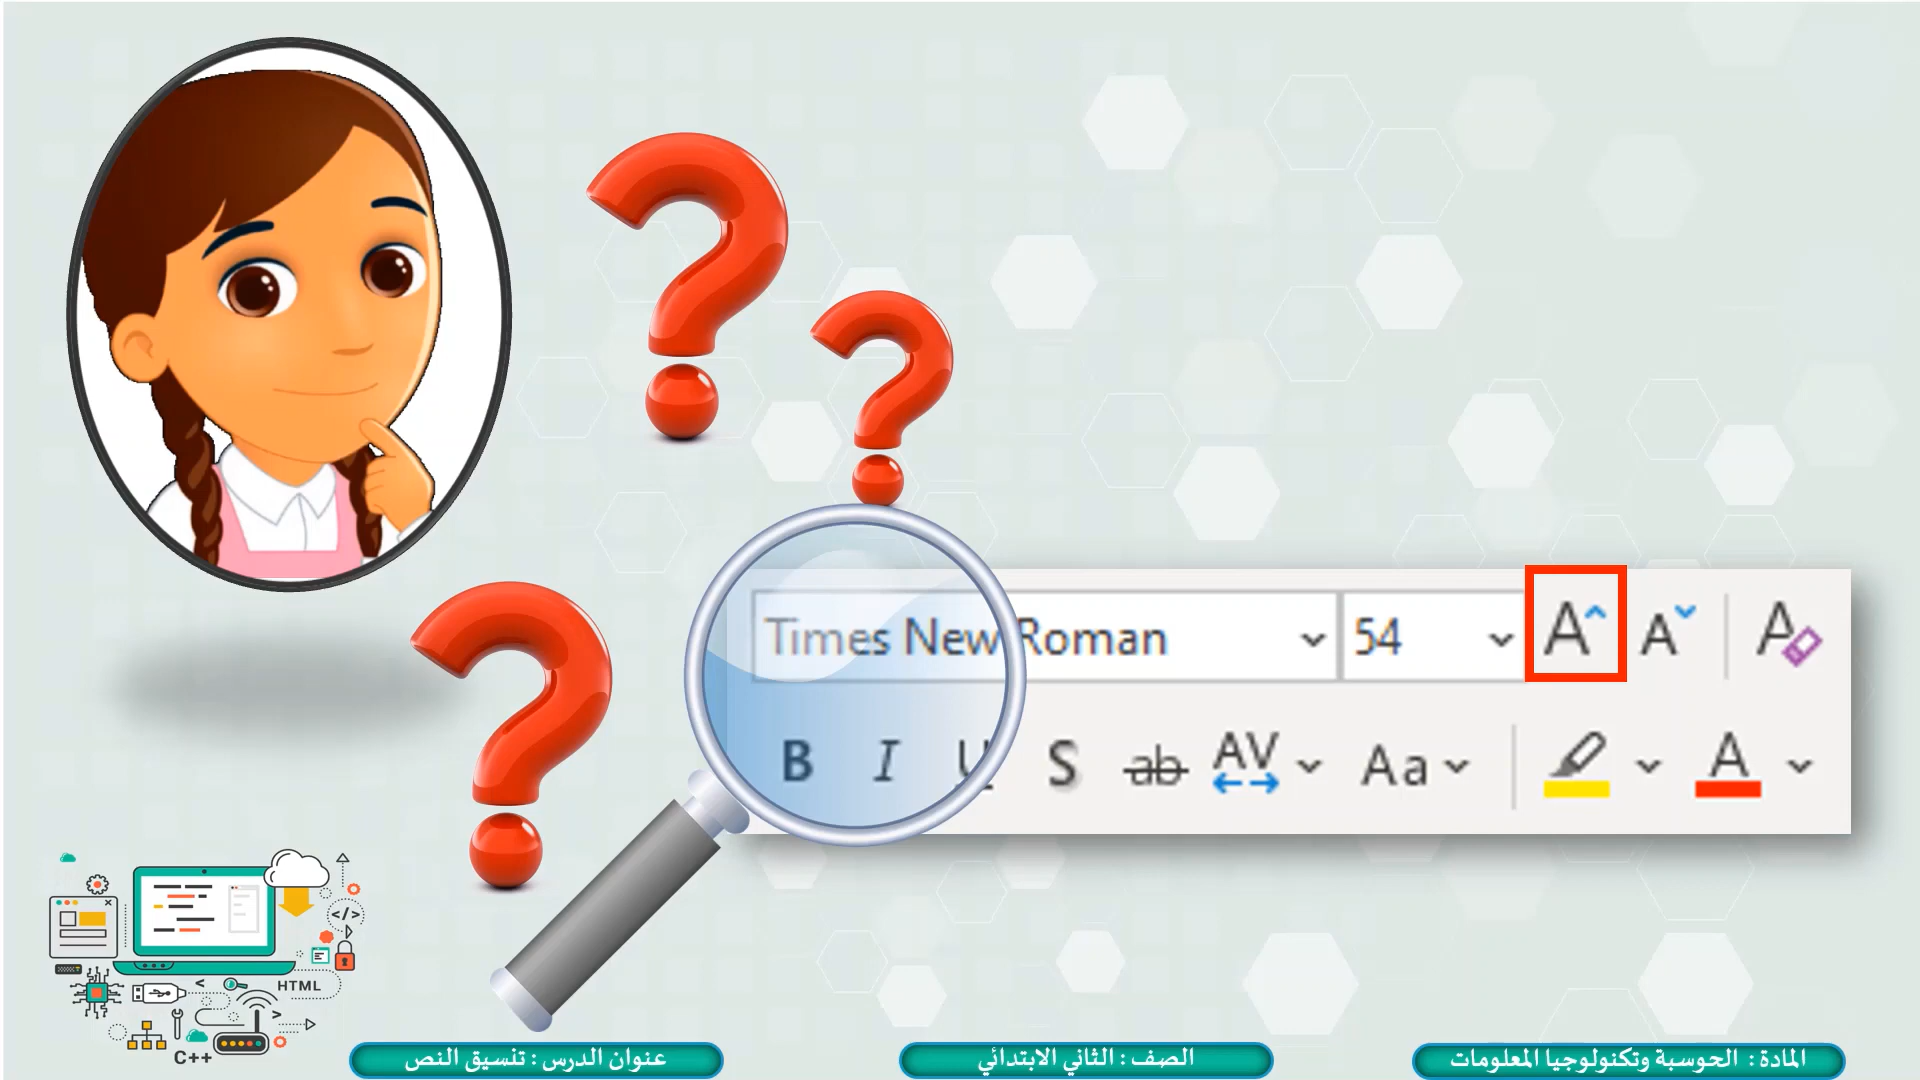 Times New Roman 54 A A A
B I U S ab AV Aa A
</>
HTML
C++
المادة : الحوسبة وتكنولوجيا المعلومات
الصف : الثاني الابتدائي
عنوان الدرس : تنسيق النص